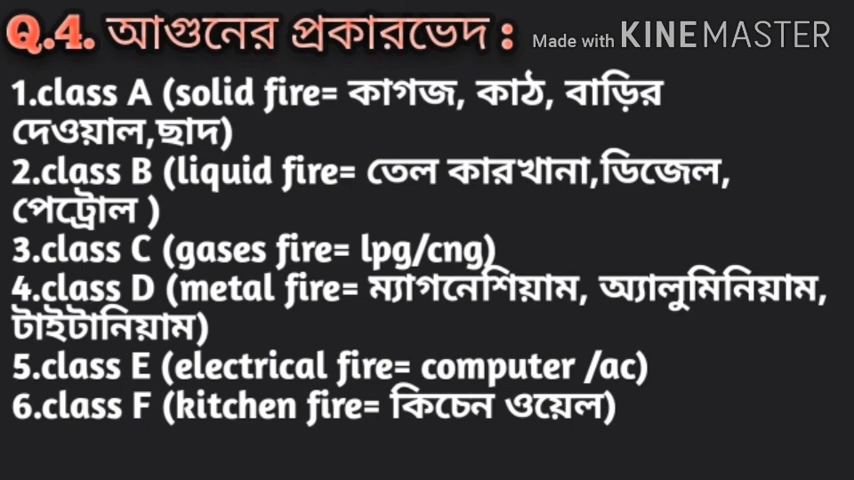 Q.4. আগুনের প্রকারভেদ :
Made with KINEMASTER
1.class A (solid fire= কাগজ, কাঠ, বাড়ির
দেওয়াল,ছাদ)
2.class B (liquid fire= তেল কারখানা,ডিজেল,
পেট্রোল )
3.class C (gases fire= lpg/cng)
4.class D (metal fire= ম্যাগনেশিয়াম, অ্যালুমিনিয়াম,
টাইটানিয়াম)
5.class E (electrical fire= computer /ac)
6.class F (kitchen fire= কিচেন ওয়েল)